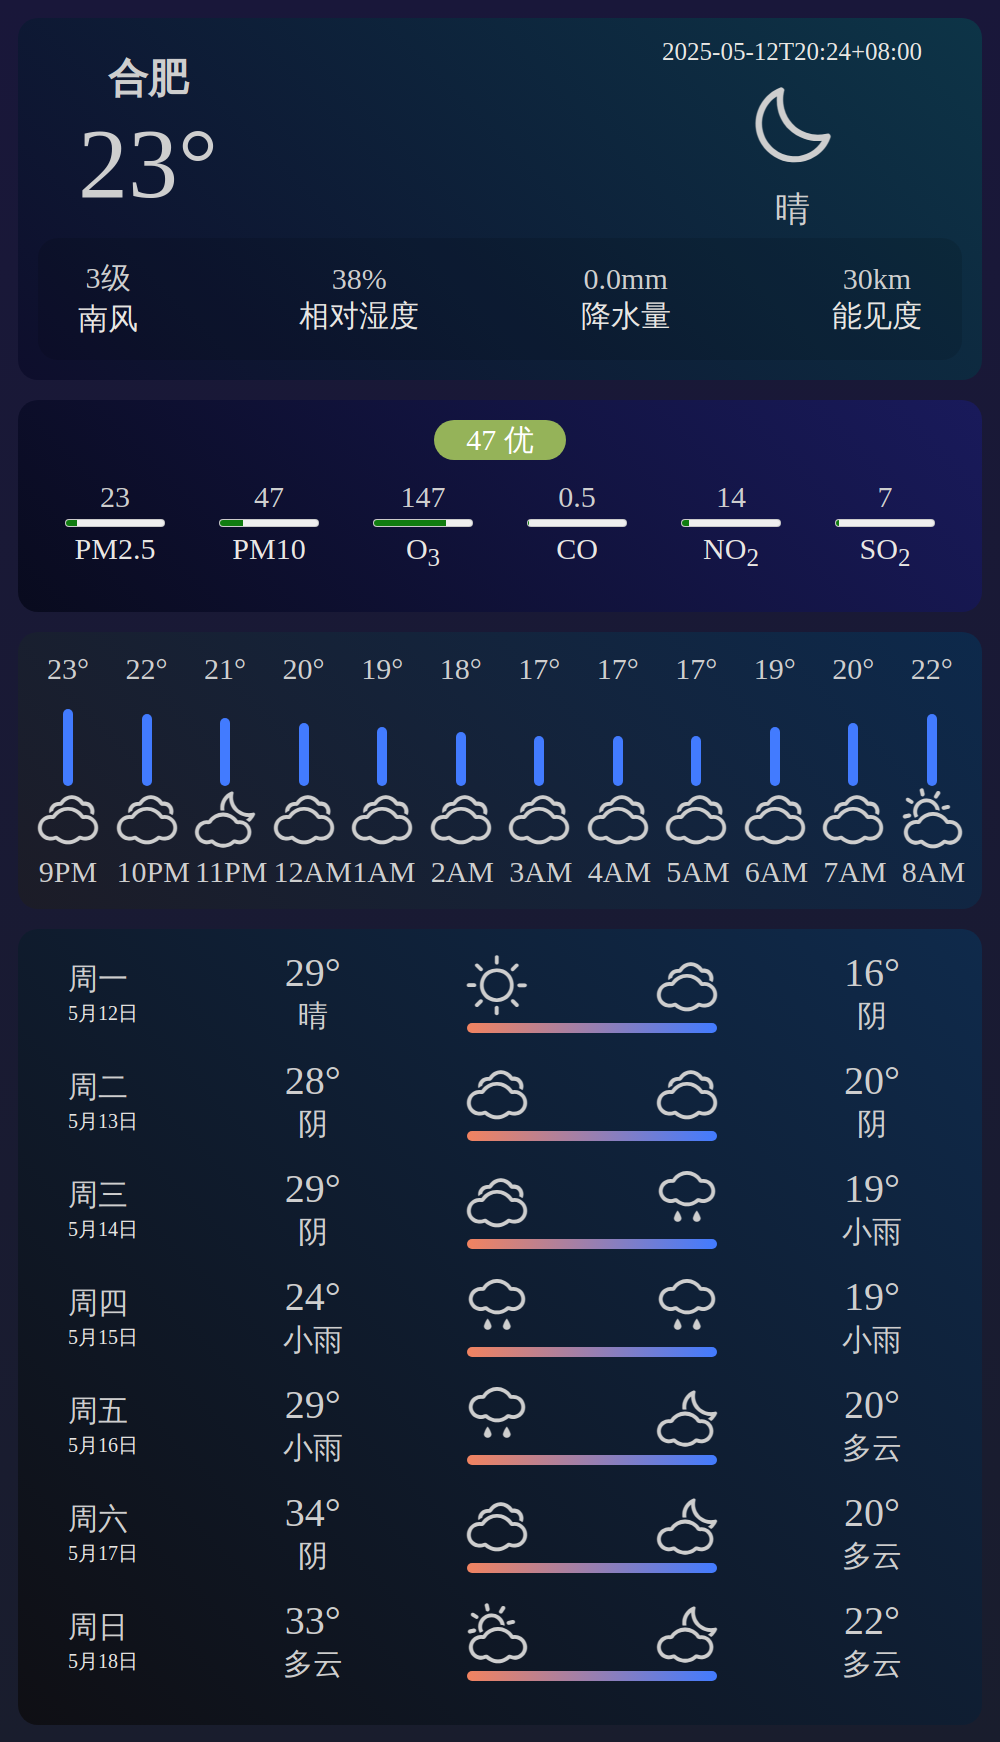 合肥
23°
2025-05-12T20:24+08:00
晴
3级 38% 0.0mm 30km
南风 相对湿度 降水量 能见度
47 优
23 47 147 0.5 14 7
PM2.5 PM10 O3 CO NO2 SO2
23° 22° 21° 20° 19° 18° 17° 17° 17° 19° 20° 22°
9PM 10PM 11PM 12AM 1AM 2AM 3AM 4AM 5AM 6AM 7AM 8AM
周一 29° 16°
5月12日 晴 阴
周二 28° 20°
5月13日 阴 阴
周三 29° 19°
5月14日 阴 小雨
周四 24° 19°
5月15日 小雨 小雨
周五 29° 20°
5月16日 小雨 多云
周六 34° 20°
5月17日 阴 多云
周日 33° 22°
5月18日 多云 多云